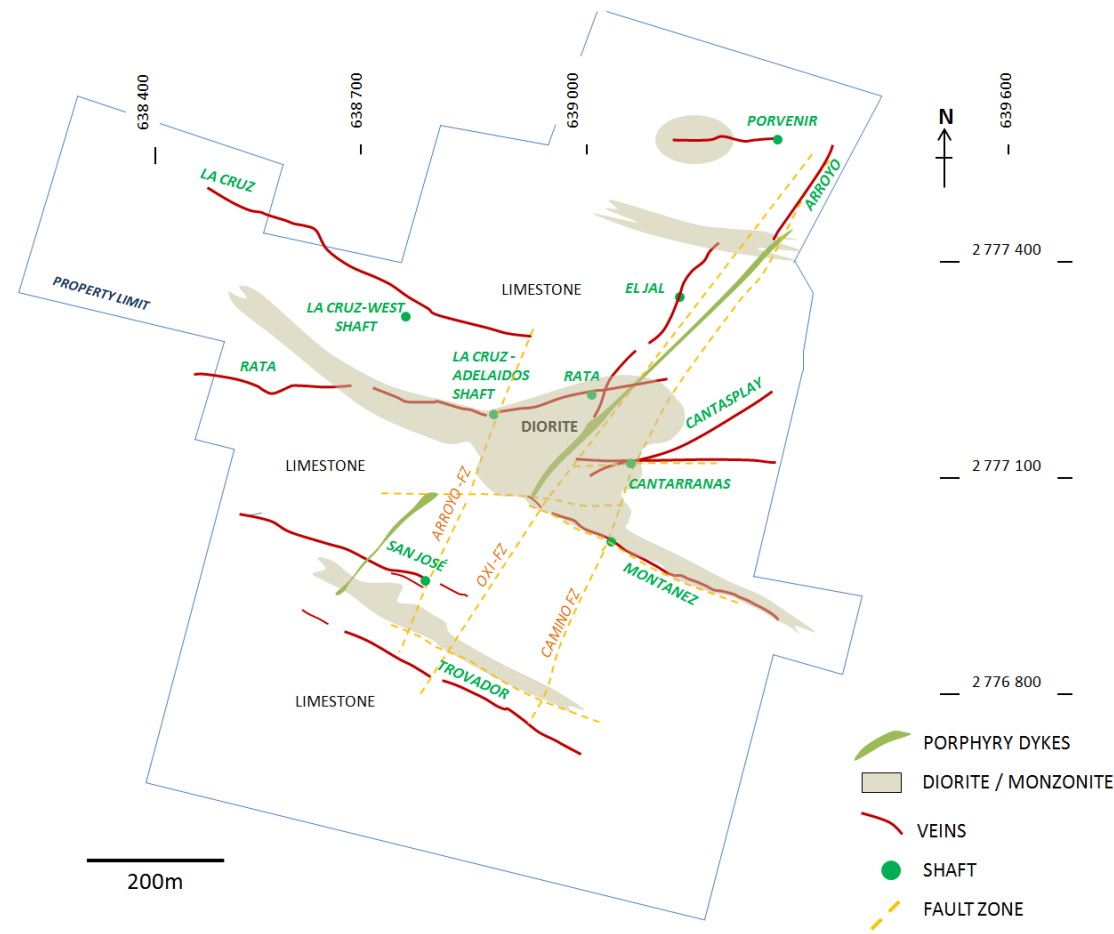 638 400
638 700
639 000
639 600
N
PORVENIR
ARROYO
LA CRUZ
2 777 400
PROPERTY LIMIT
LIMESTONE
EL JAL
LA CRUZ-WEST
SHAFT
RATA
LA CRUZ -
ADELAIDOS
SHAFT
RATA
CANTASPLAY
DIORITE
LIMESTONE
2 777 100
CANTARRANAS
ARROYO -FZ
SAN JOSÉ
OXI -FZ
MONTANEZ
CAMINO FZ
TROVADOR
2 776 800
LIMESTONE
PORPHYRY DYKES
DIORITE / MONZONITE
VEINS
SHAFT
FAULT ZONE
200m